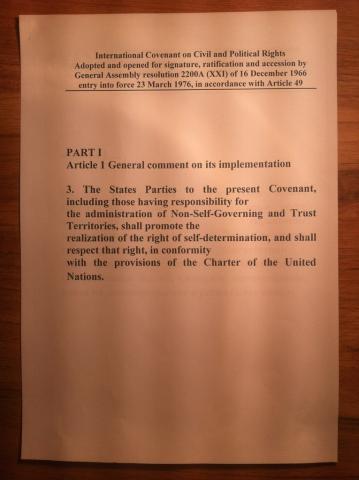 International Covenant on Civil and Political Rights
Adopted and opened for signature, ratification and accession by
General Assembly resolution 2200A (XXI) of 16 December 1966
entry into force 23 March 1976, in accordance with Article 49
PART I
Article 1 General comment on its implementation
3. The States Parties to the present Covenant,
including those having responsibility for
the administration of Non-Self-Governing and Trust
Territories, shall promote the
realization of the right of self-determination, and shall
respect that right, in conformity
with the provisions of the Charter of the United
Nations.